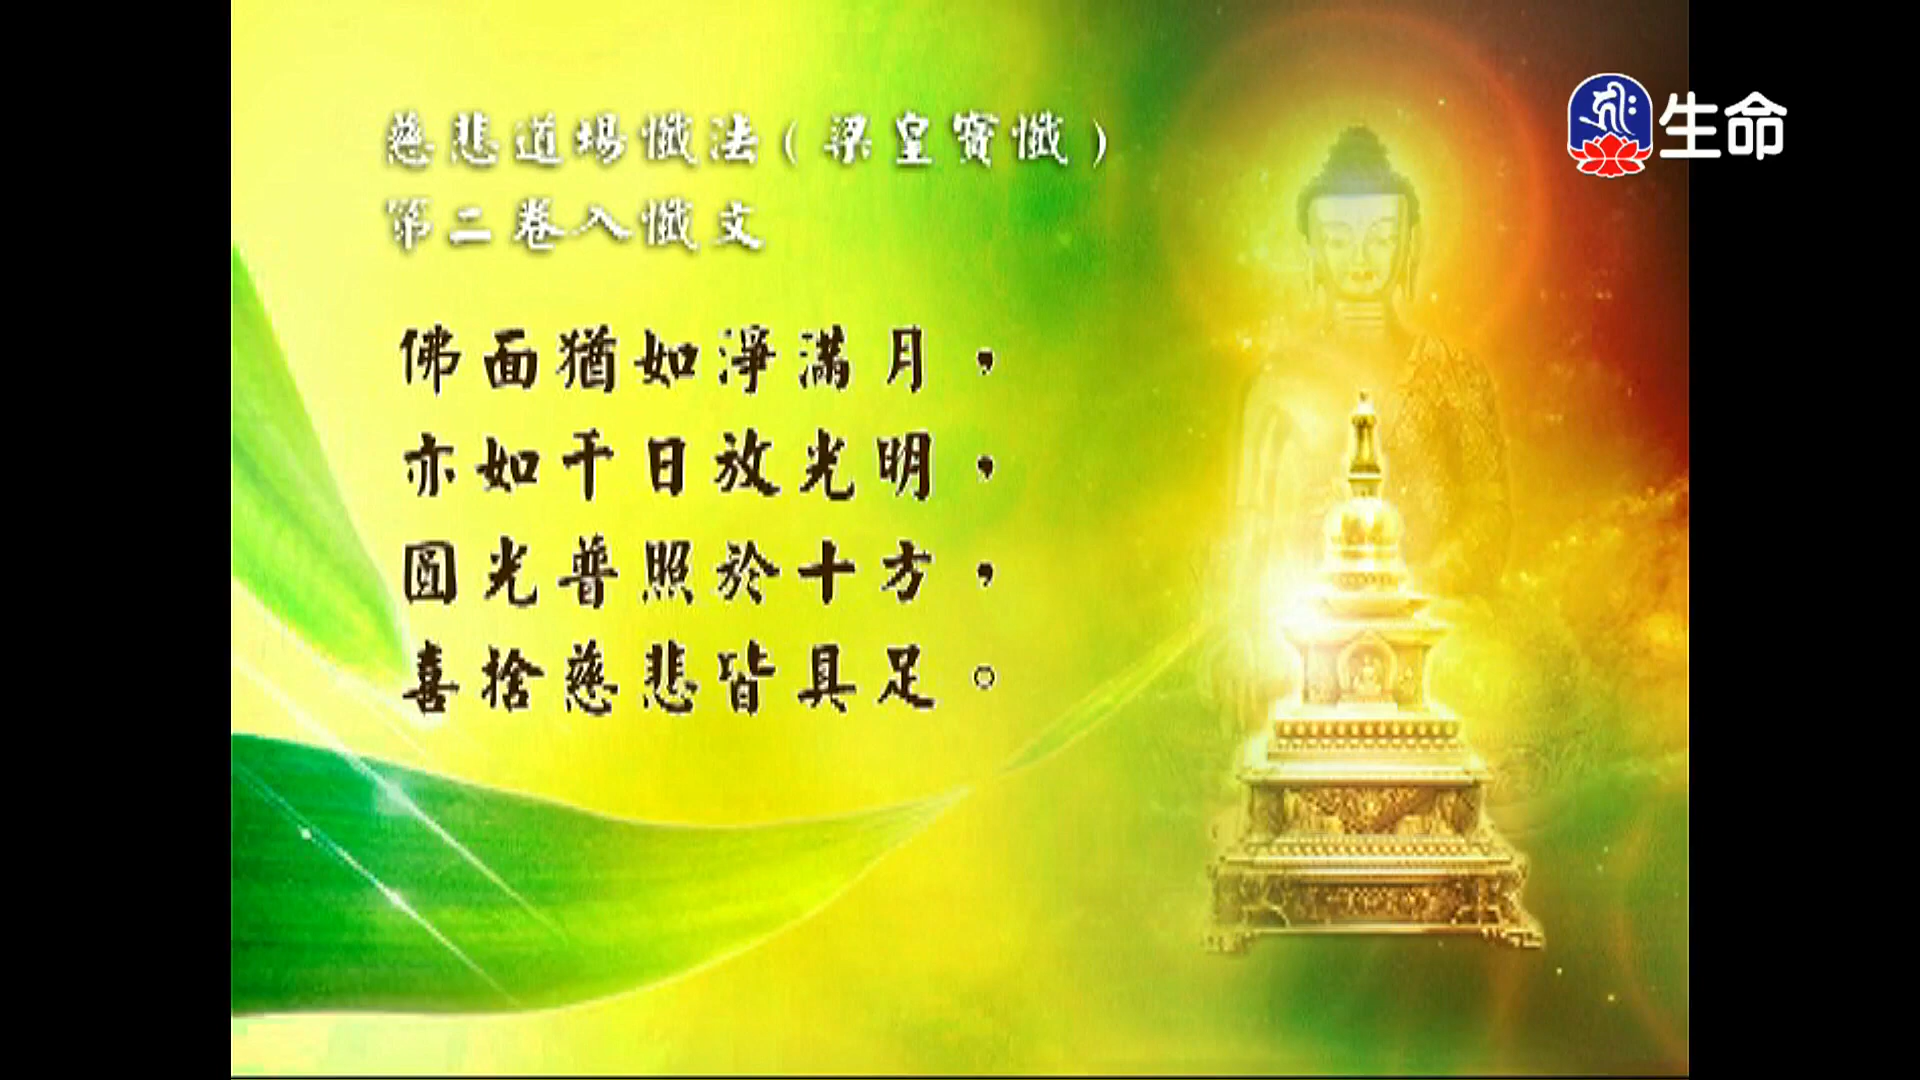 慈悲道場懺法(梁皇寶懺)
第二卷入懺文
佛面猶如淨滿月，
亦如千日放光明，
圓光普照於十方，
喜捨慈悲皆具足。
生命